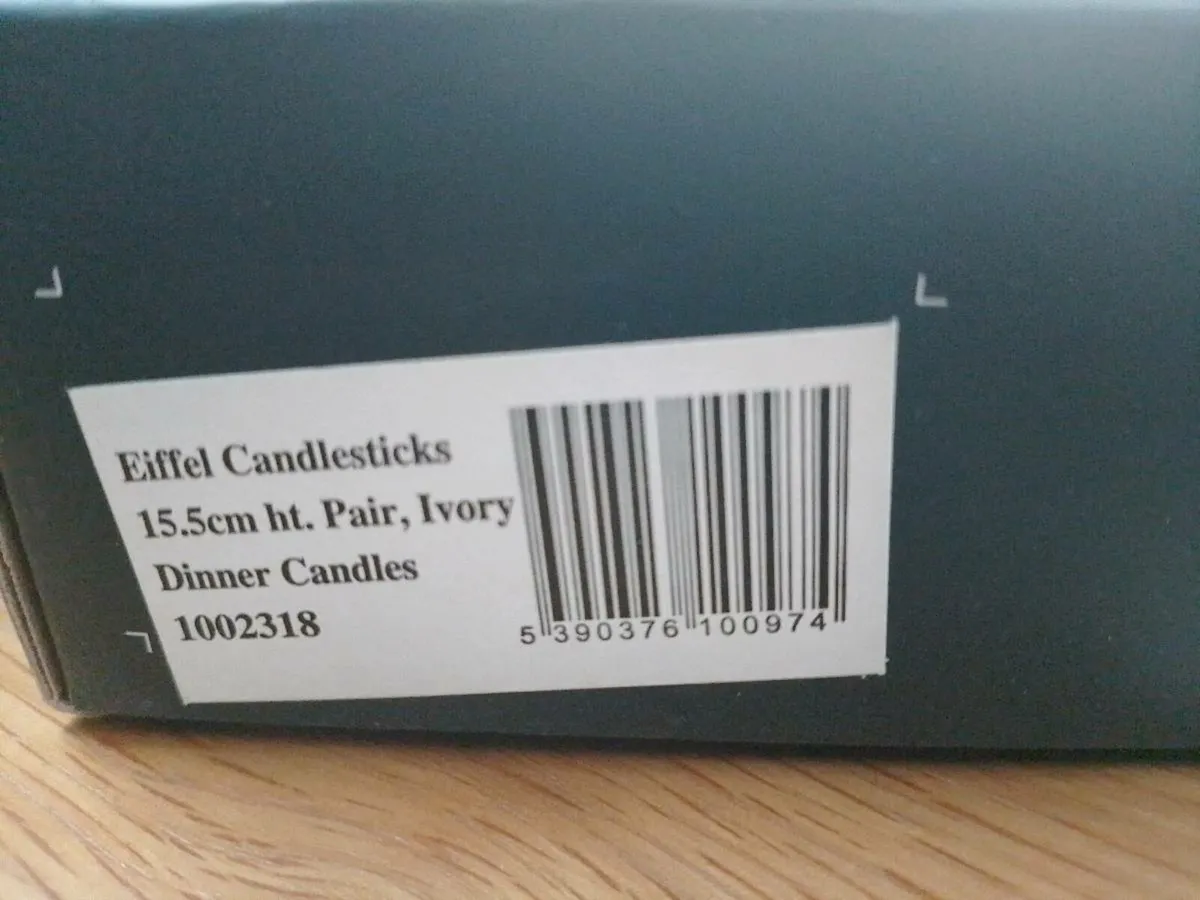 Eiffel Candlesticks
15.5cm ht. Pair, Ivory
Dinner Candles
1002318
5 390376 100974